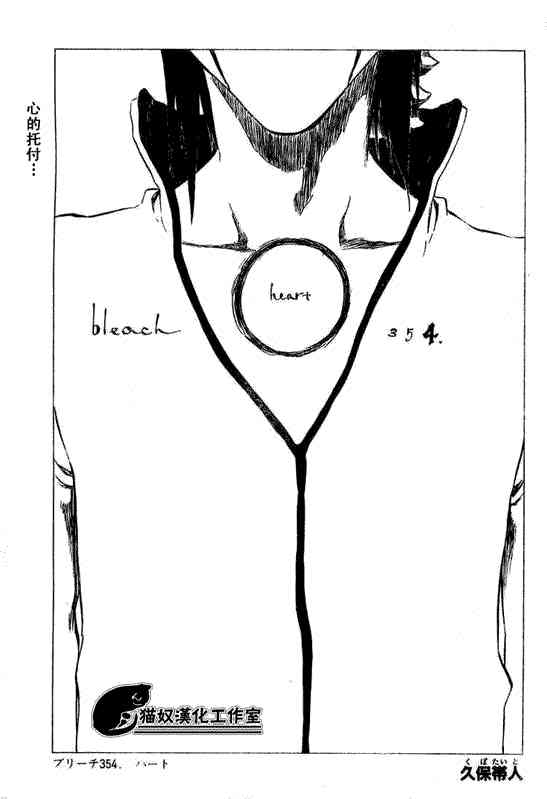 心的托付…
heart
bleach
354.
猫奴漢化工作室
ブリーチ354. ハート
くぼたいと
久保帯人